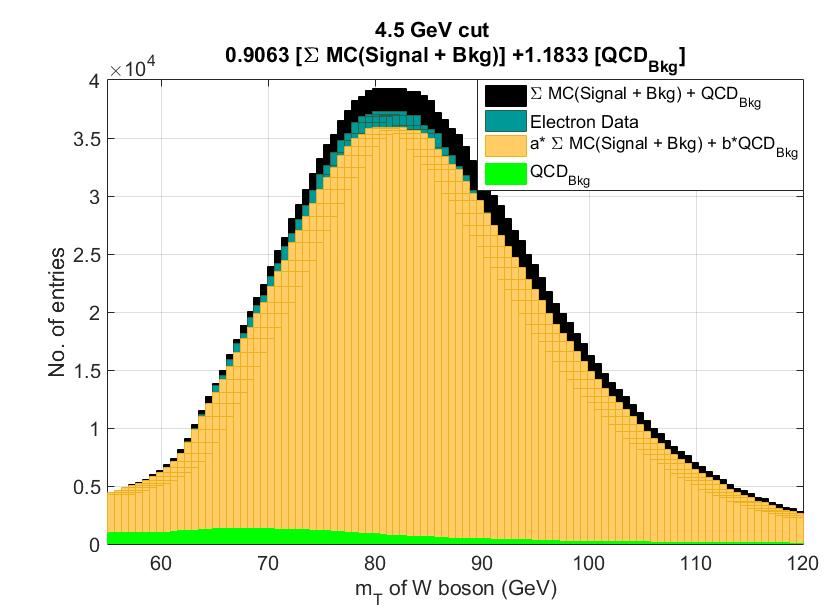 4.5 GeV cut
0.9063 [Σ MC(Signal + Bkg)] +1.1833 [QCD_Bkg]
×10^4
4
3.5
3
2.5
2
1.5
1
0.5
0
No. of entries
Σ MC(Signal + Bkg) + QCD_Bkg
Electron Data
a* Σ MC(Signal + Bkg) + b*QCD_Bkg
QCD_Bkg
60 70 80 90 100 110 120
m_T of W boson (GeV)